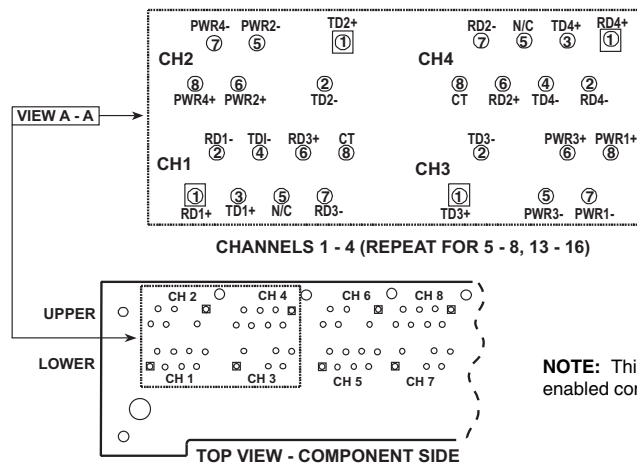 PWR4- PWR2- TD2+ RD2- N/C TD4+ RD4+
7 5 1 7 5 3 1
CH2 CH4
8 6 2 8 6 4 2
PWR4+ PWR2+ TD2- CT RD2+ TD4- RD4-
VIEW A - A
RD1- TDI- RD3+ CT TD3- PWR3+ PWR1+
2 4 6 8 2 6 8
CH1 CH3
1 3 5 7 1 5 7
RD1+ TD1+ N/C RD3- TD3+ PWR3- PWR1-
CHANNELS 1 - 4 (REPEAT FOR 5 - 8, 13 - 16)
UPPER
CH 2 CH 4 CH 6 CH 8
LOWER
CH 1 CH 3 CH 5 CH 7
NOTE: Thi
enabled co
TOP VIEW - COMPONENT SIDE